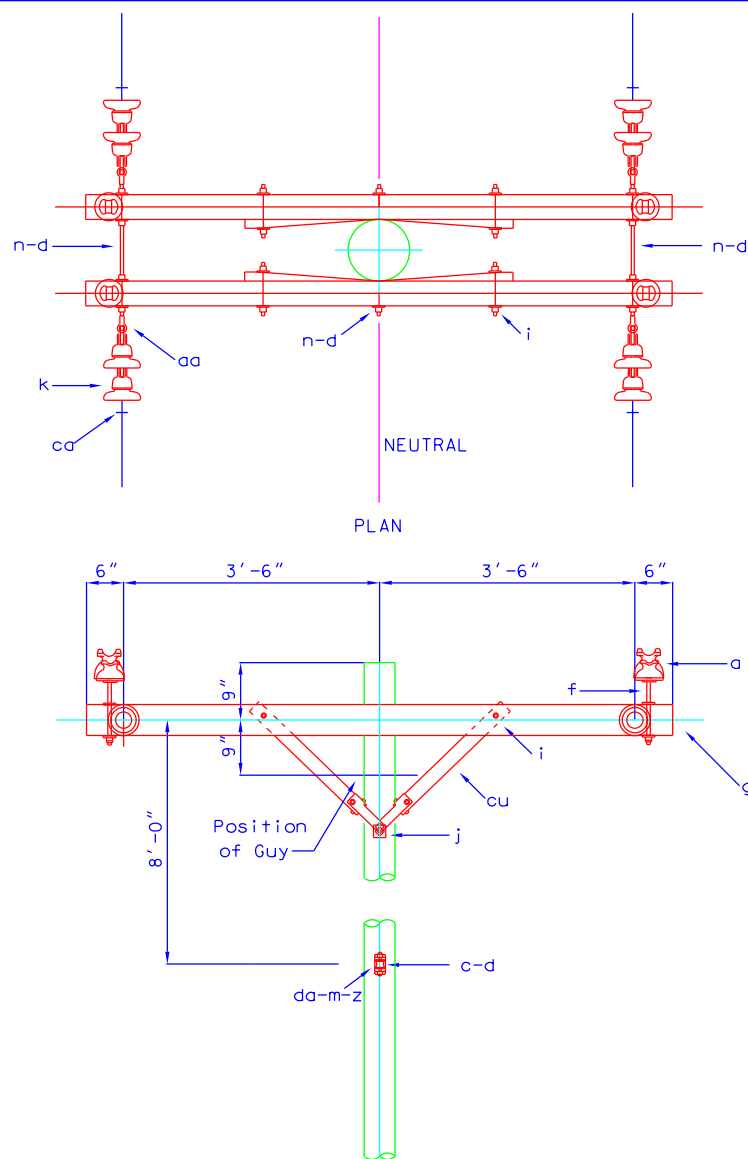 n-d
n-d
n-d
i
aa
k
ca
NEUTRAL
PLAN
6"
3'-6"
3'-6"
6"
a
f
9"
9"
i
g
cu
8'-0"
Position
of Guy
j
c-d
da-m-z